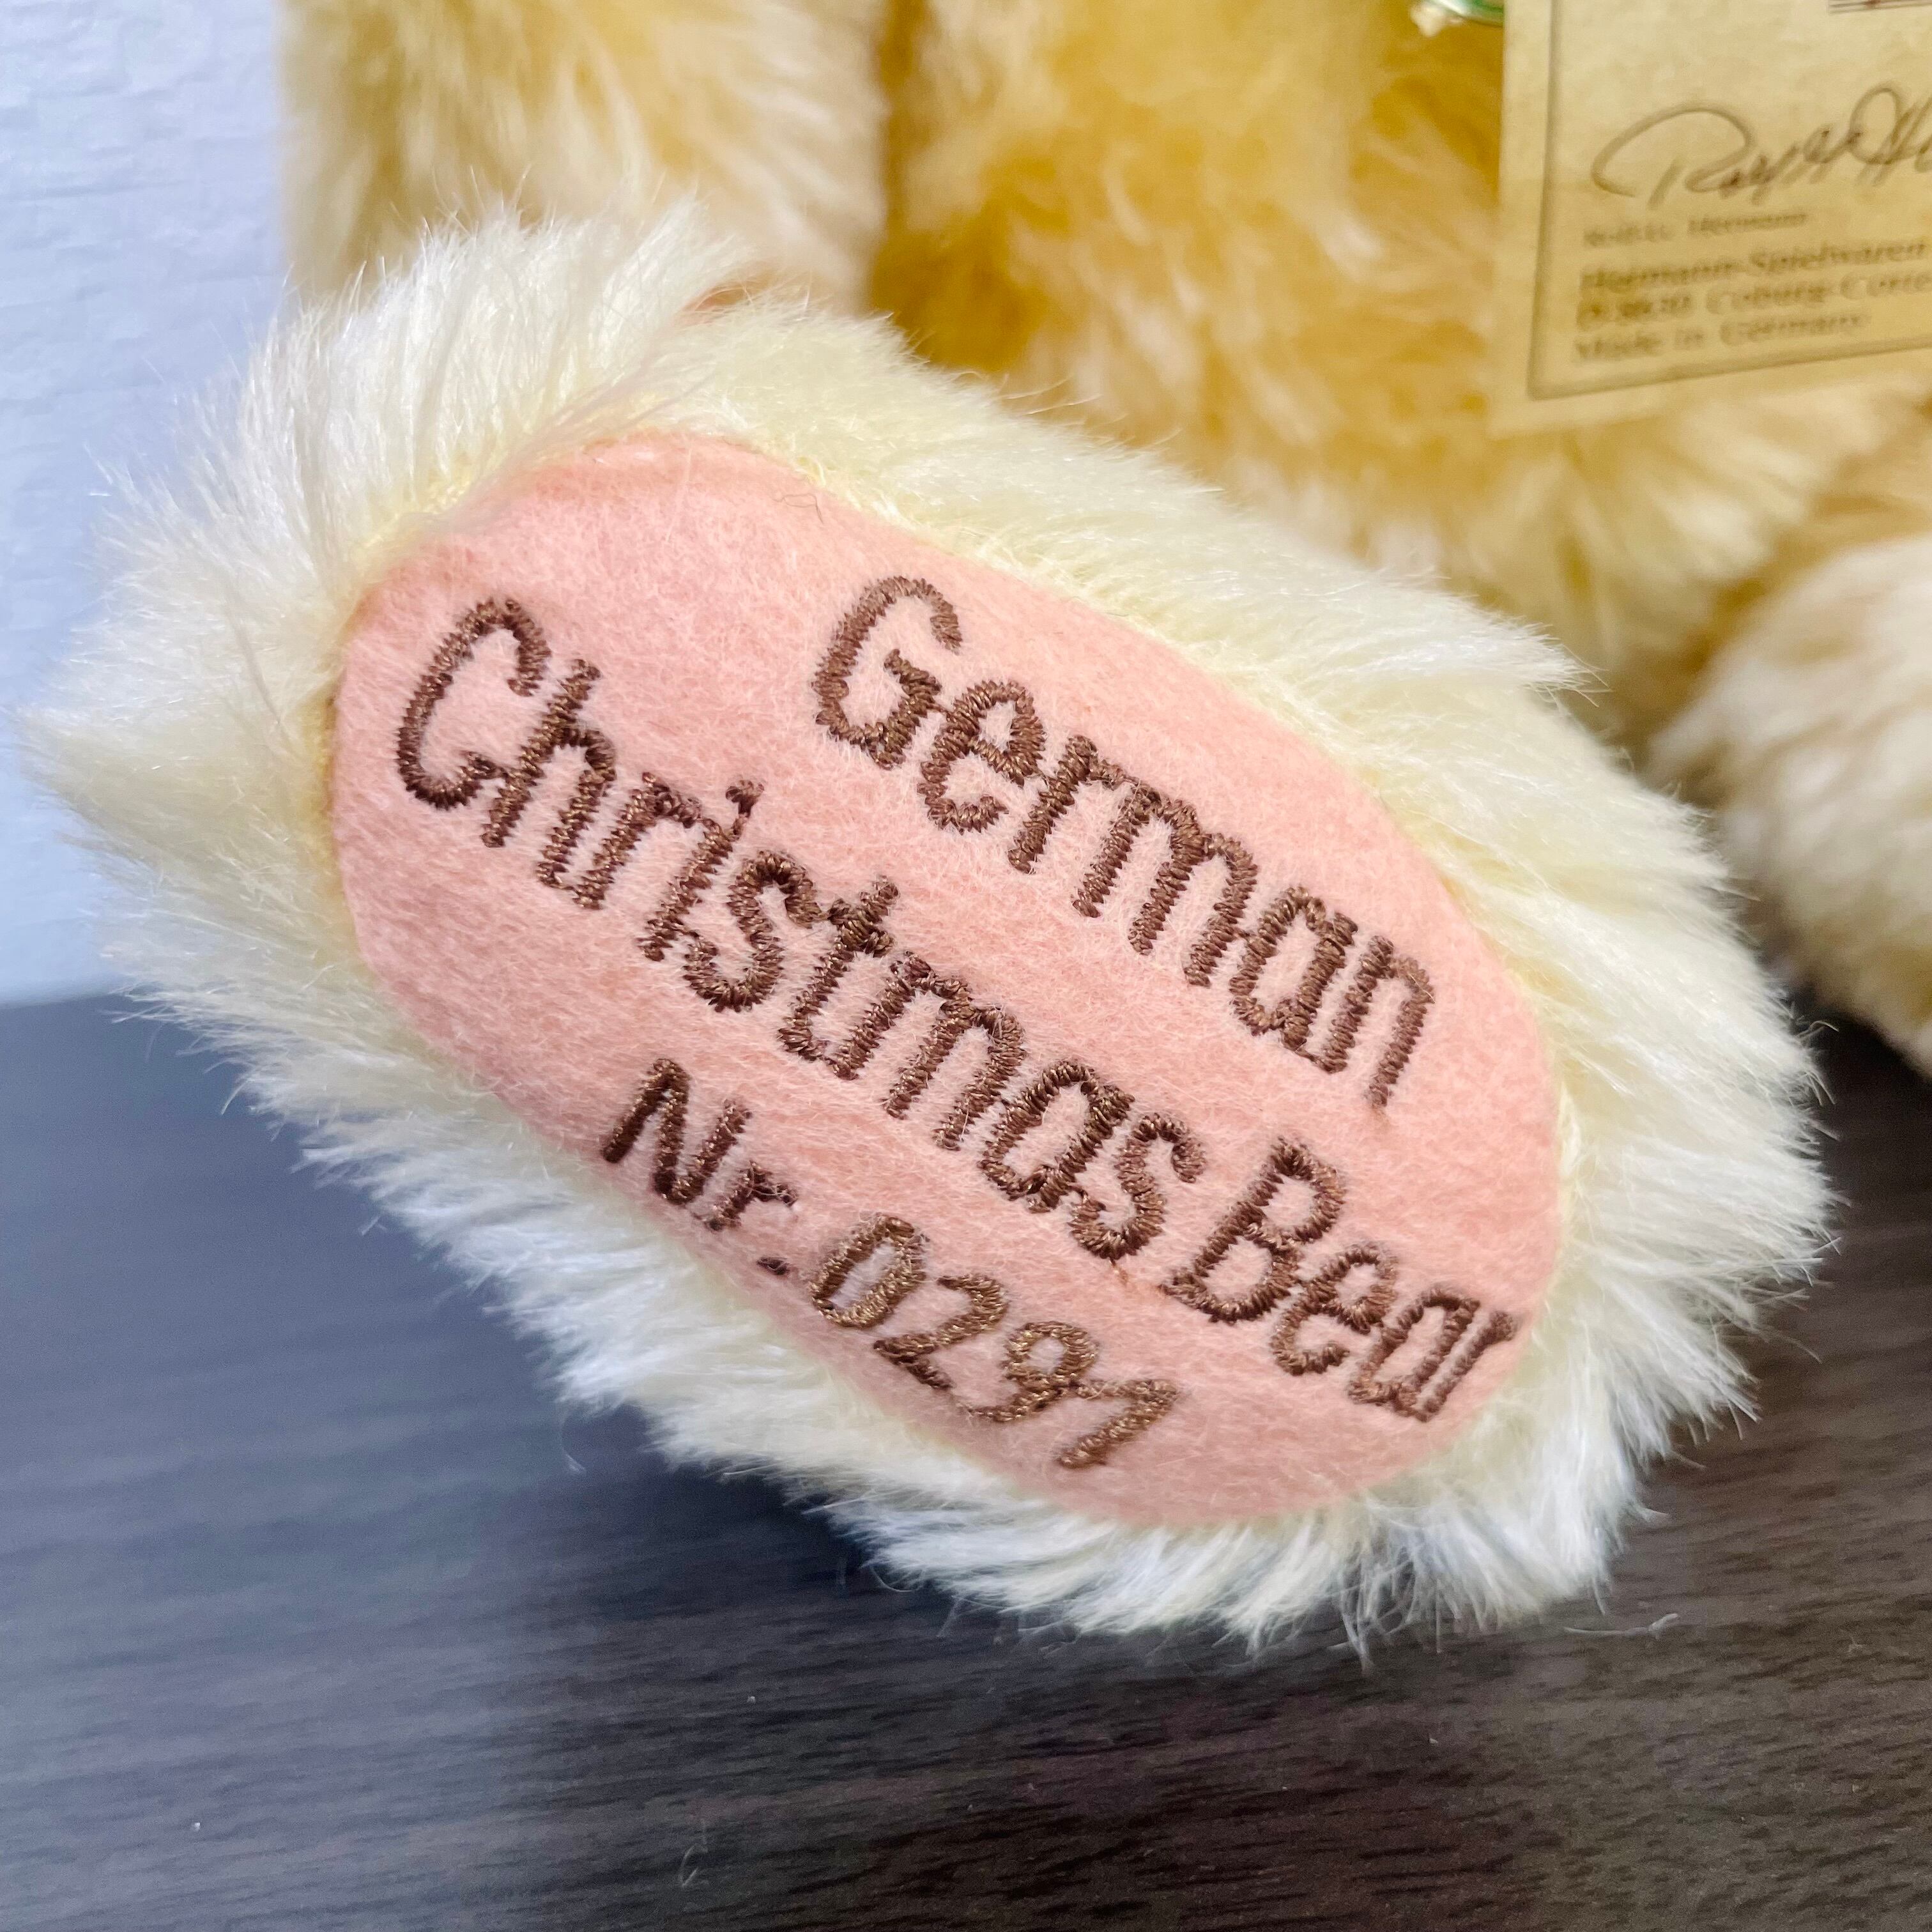 German
Christmas Bear
Nr. 0291
Hermann-Spielwaren
Made in Germany